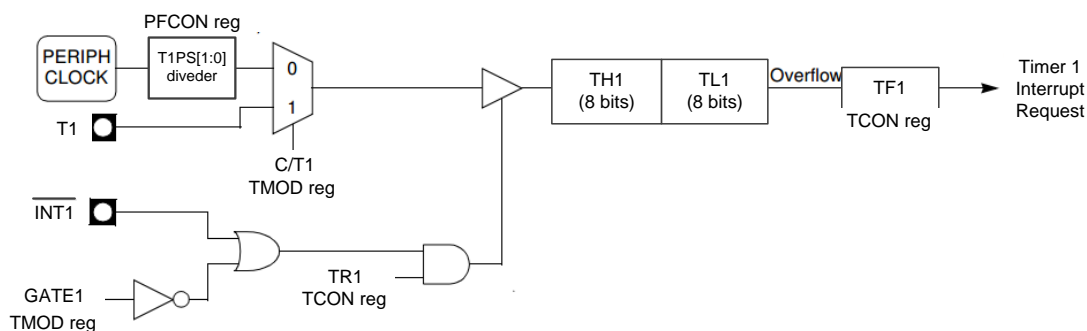 PFCON reg
PERIPH
CLOCK
T1PS[1:0]
diveder
0
1
T1
C/T1
TMOD reg
TH1
(8 bits)
TL1
(8 bits)
Overflow
TF1
TCON reg
Timer 1
Interrupt
Request
INT1
TR1
TCON reg
GATE1
TMOD reg